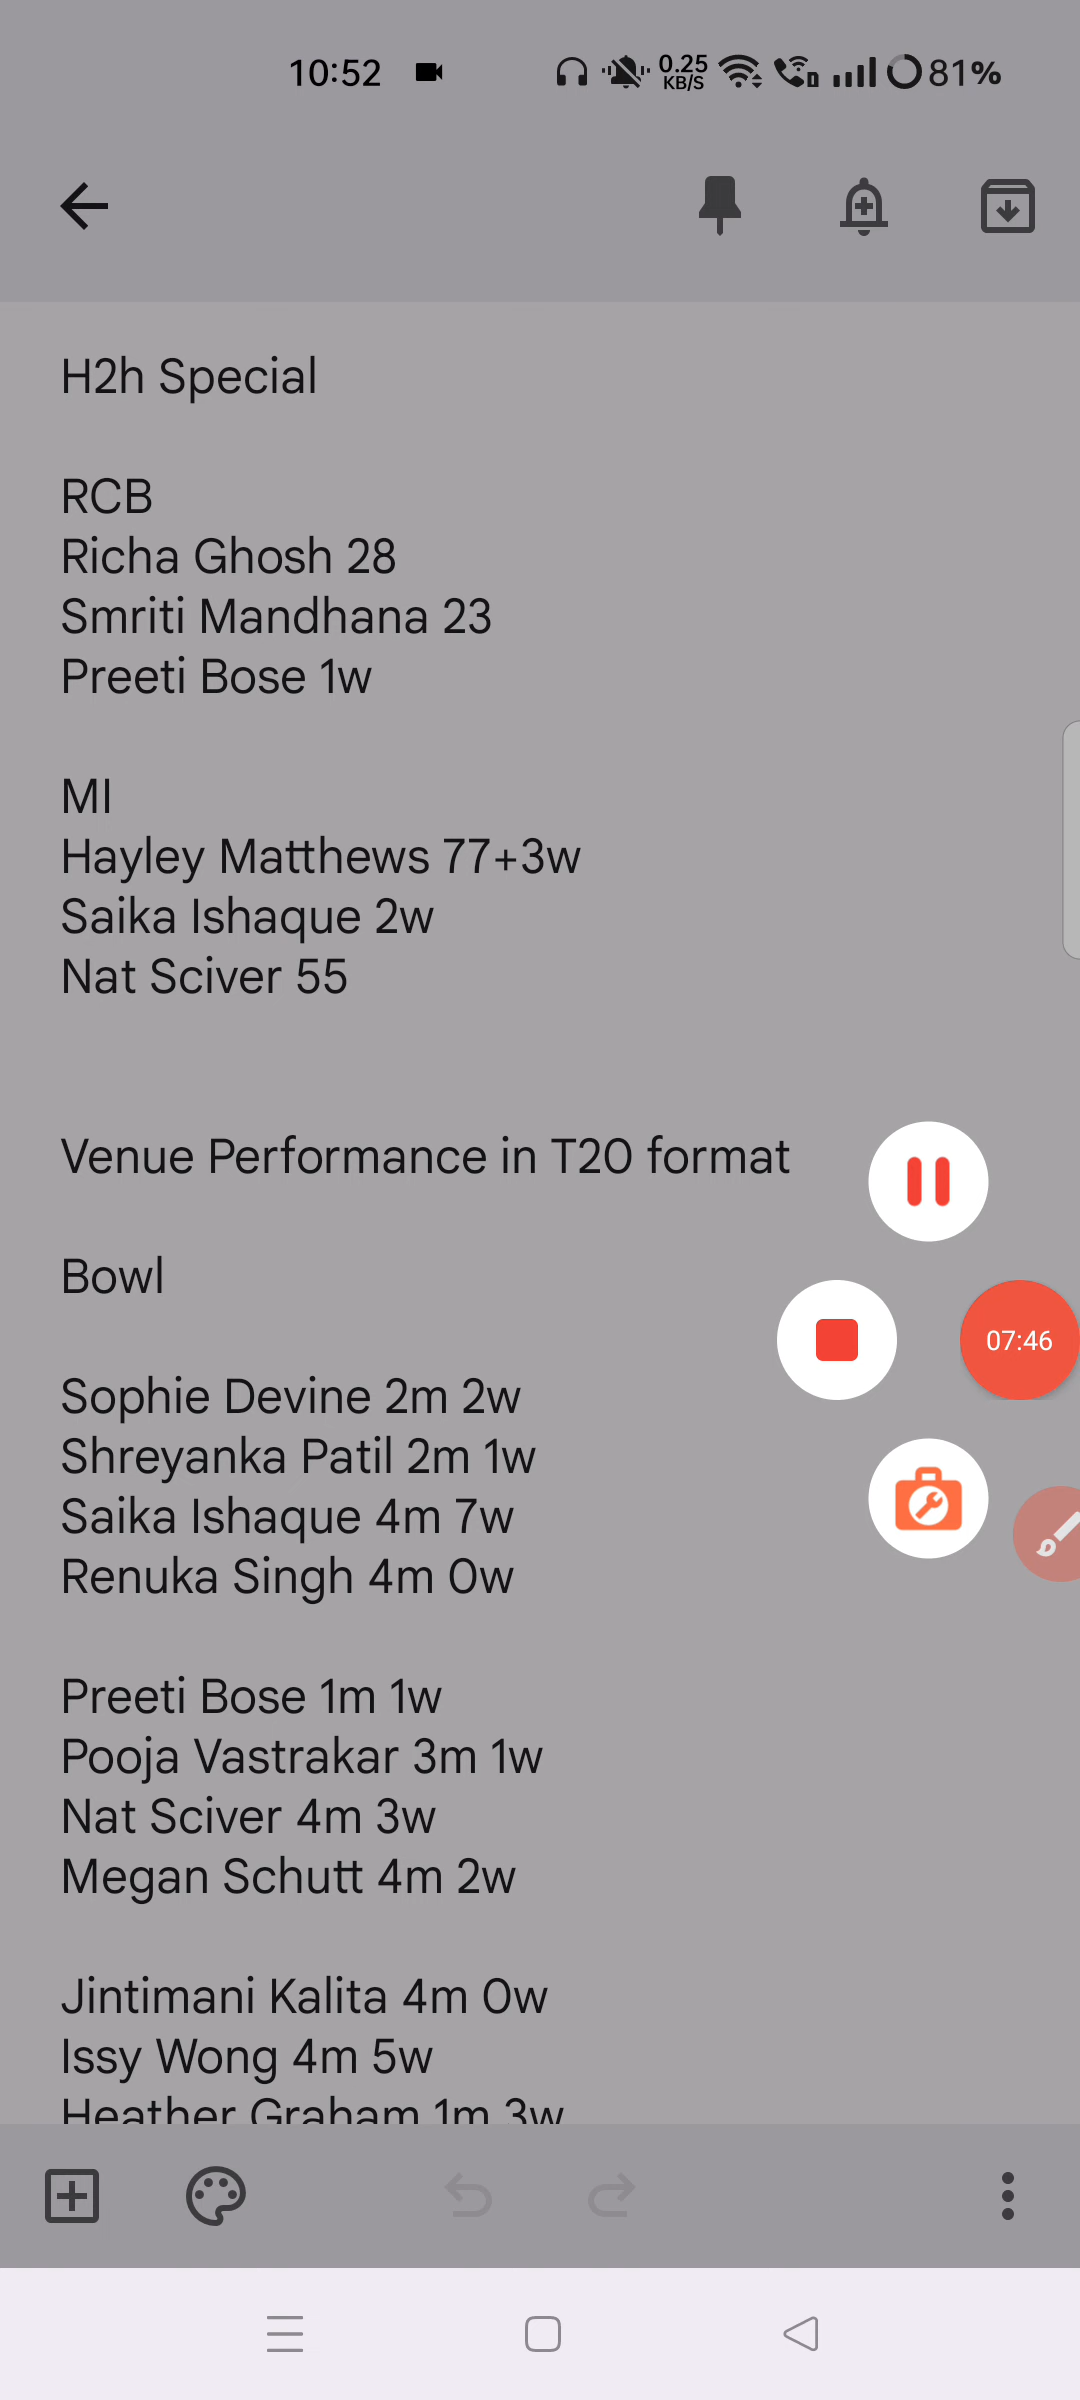 10:52
0.25
KB/S
81%
H2h Special
RCB
Richa Ghosh 28
Smriti Mandhana 23
Preeti Bose 1w
MI
Hayley Matthews 77+3w
Saika Ishaque 2w
Nat Sciver 55
Venue Performance in T20 format
Bowl
07:46
Sophie Devine 2m 2w
Shreyanka Patil 2m 1w
Saika Ishaque 4m 7w
Renuka Singh 4m 0w
Preeti Bose 1m 1w
Pooja Vastrakar 3m 1w
Nat Sciver 4m 3w
Megan Schutt 4m 2w
Jintimani Kalita 4m 0w
Issy Wong 4m 5w
Heather Graham 1m 3w